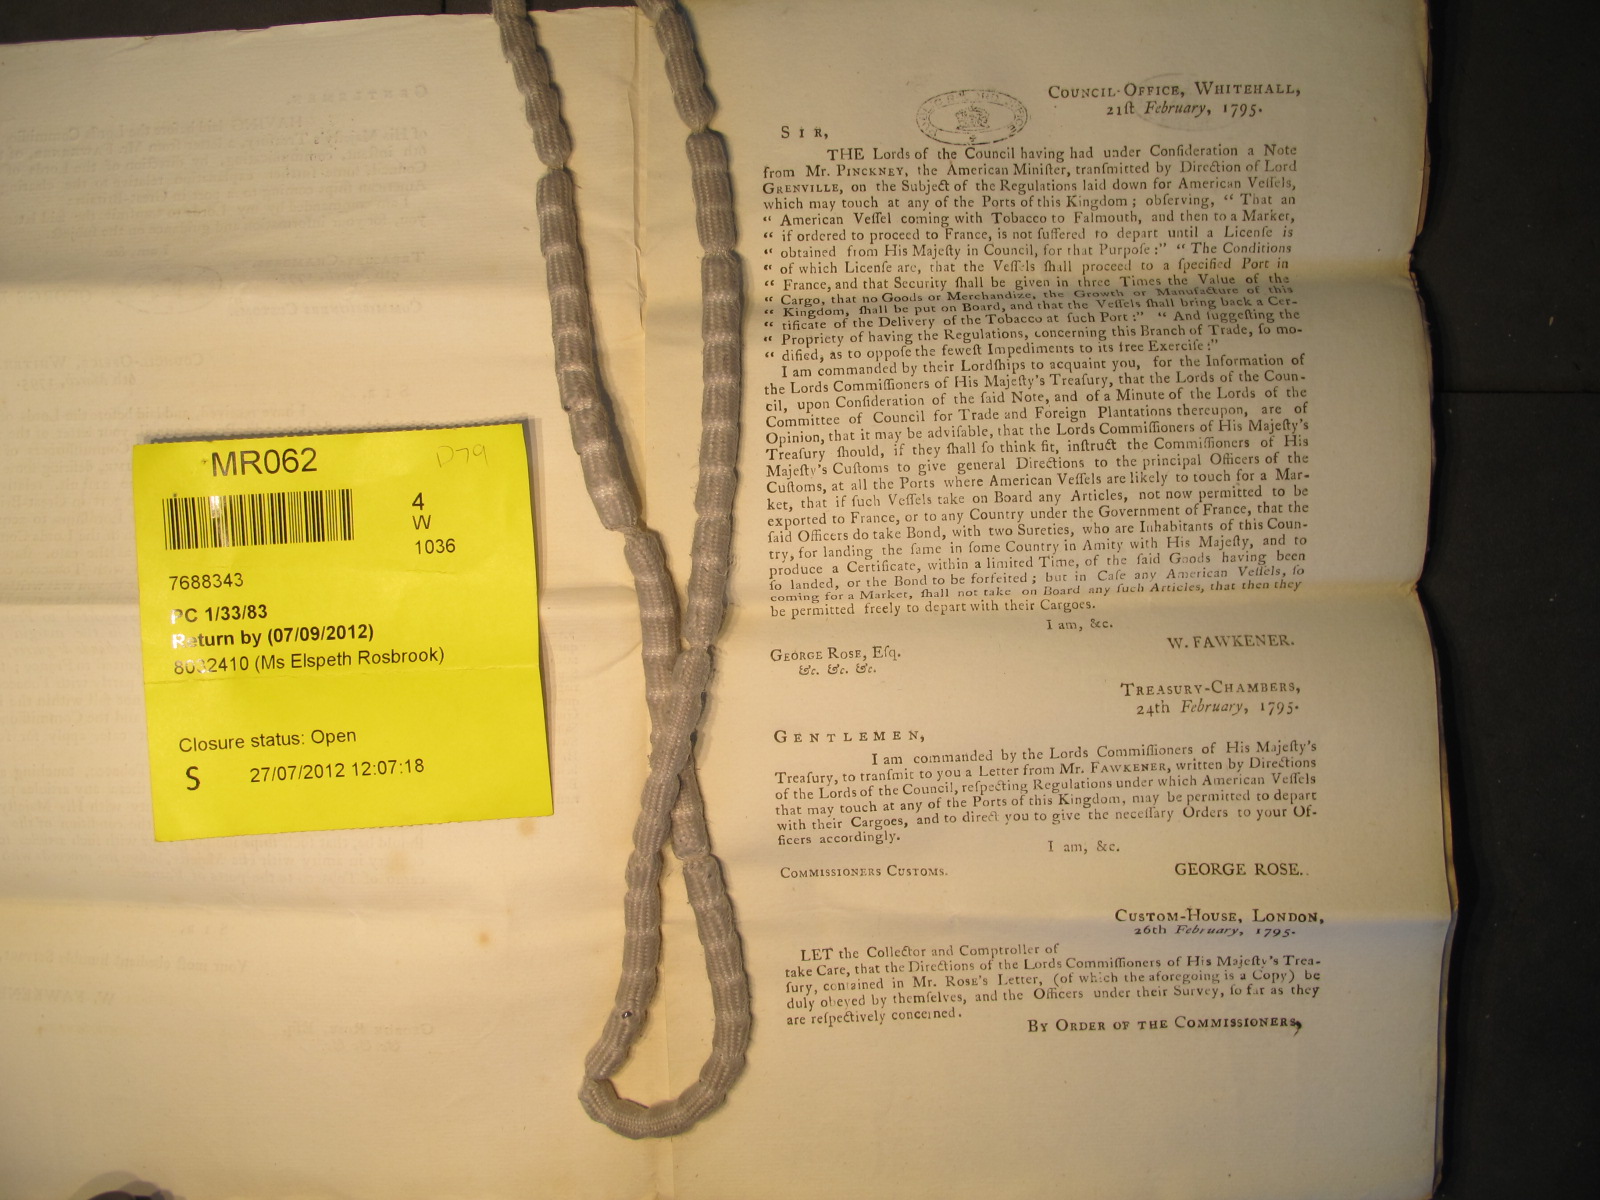 MR062
D79
4
W
1036
7688343
PC 1/33/83
Return by (07/09/2012)
8032410 (Ms Elspeth Rosbrook)
Closure status: Open
S 27/07/2012 12:07:18
COUNCIL-OFFICE, WHITEHALL,
21ſt February, 1795.
SIR,
THE Lords of the Council having had under Conſideration a Note
from Mr. PINCKNEY, the American Miniſter, tranſmitted by Direction of Lord
GRENVILLE, on the Subject of the Regulations laid down for American Veſſels,
which may touch at any of the Ports of this Kingdom; obſerving, “ That an
“ American Veſſel coming with Tobacco to Falmouth, and then to a Market,
“ if ordered to proceed to France, is not ſuffered to depart until a Licenſe is
“ obtained from His Majeſty in Council, for that Purpoſe:” “ The Conditions
“ of which Licenſe are, that the Veſſels ſhall proceed to a ſpecified Port in
“ France, and that Security ſhall be given in three Times the Value of the
“ Cargo, that no Goods or Merchandize, the Growth or Manufacture of this
“ Kingdom, ſhall be put on Board, and that the Veſſels ſhall bring back a Cer-
“ tificate of the Delivery of the Tobacco at ſuch Port:” “ And ſuggeſting the
“ Propriety of having the Regulations, concerning this Branch of Trade, ſo mo-
“ dified, as to oppoſe the feweſt Impediments to its free Exerciſe:”
I am commanded by their Lordſhips to acquaint you, for the Information of
the Lords Commiſſioners of His Majeſty's Treaſury, that the Lords of the Coun-
cil, upon Conſideration of the ſaid Note, and of a Minute of the Lords of the
Committee of Council for Trade and Foreign Plantations thereupon, are of
Opinion, that it may be adviſable, that the Lords Commiſſioners of His Majeſty's
Treaſury ſhould, if they ſhall ſo think fit, inſtruct the Commiſſioners of His
Majeſty's Cuſtoms to give general Directions to the principal Officers of the
Cuſtoms, at all the Ports where American Veſſels are likely to touch for a Mar-
ket, that if ſuch Veſſels take on Board any Articles, not now permitted to be
exported to France, or to any Country under the Government of France, that the
ſaid Officers do take Bond, with two Sureties, who are Inhabitants of this Coun-
try, for landing the ſame in ſome Country in Amity with His Majeſty, and to
produce a Certificate, within a limited Time, of the ſaid Goods having been
ſo landed, or the Bond to be forfeited; but in Caſe any American Veſſels, ſo
coming for a Market, ſhall not take on Board any ſuch Articles, that then they
be permitted freely to depart with their Cargoes.
I am, &c.
W. FAWKENER.
GEORGE ROSE, Eſq.
&c. &c. &c.
TREASURY-CHAMBERS,
24th February, 1795.
GENTLEMEN,
I am commanded by the Lords Commiſſioners of His Majeſty's
Treaſury, to tranſmit to you a Letter from Mr. FAWKENER, written by Directions
of the Lords of the Council, reſpecting Regulations under which American Veſſels
that may touch at any of the Ports of this Kingdom, may be permitted to depart
with their Cargoes, and to direct you to give the neceſſary Orders to your Of-
ficers accordingly.
I am, &c.
COMMISSIONERS CUSTOMS.
GEORGE ROSE.
CUSTOM-HOUSE, LONDON,
26th February, 1795.
LET the Collector and Comptroller of
take Care, that the Directions of the Lords Commiſſioners of His Majeſty's Trea-
ſury, contained in Mr. ROSE's Letter, (of which the aforegoing is a Copy) be
duly obeyed by themſelves, and the Officers under their Survey, ſo far as they
are reſpectively concerned.
BY ORDER OF THE COMMISSIONERS,